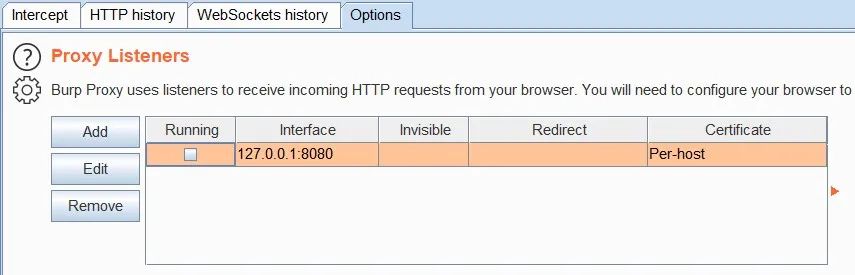 Intercept HTTP history WebSockets history Options
Proxy Listeners
Burp Proxy uses listeners to receive incoming HTTP requests from your browser. You will need to configure your browser to
Add
Edit
Remove
Running Interface Invisible Redirect Certificate
127.0.0.1:8080 Per-host